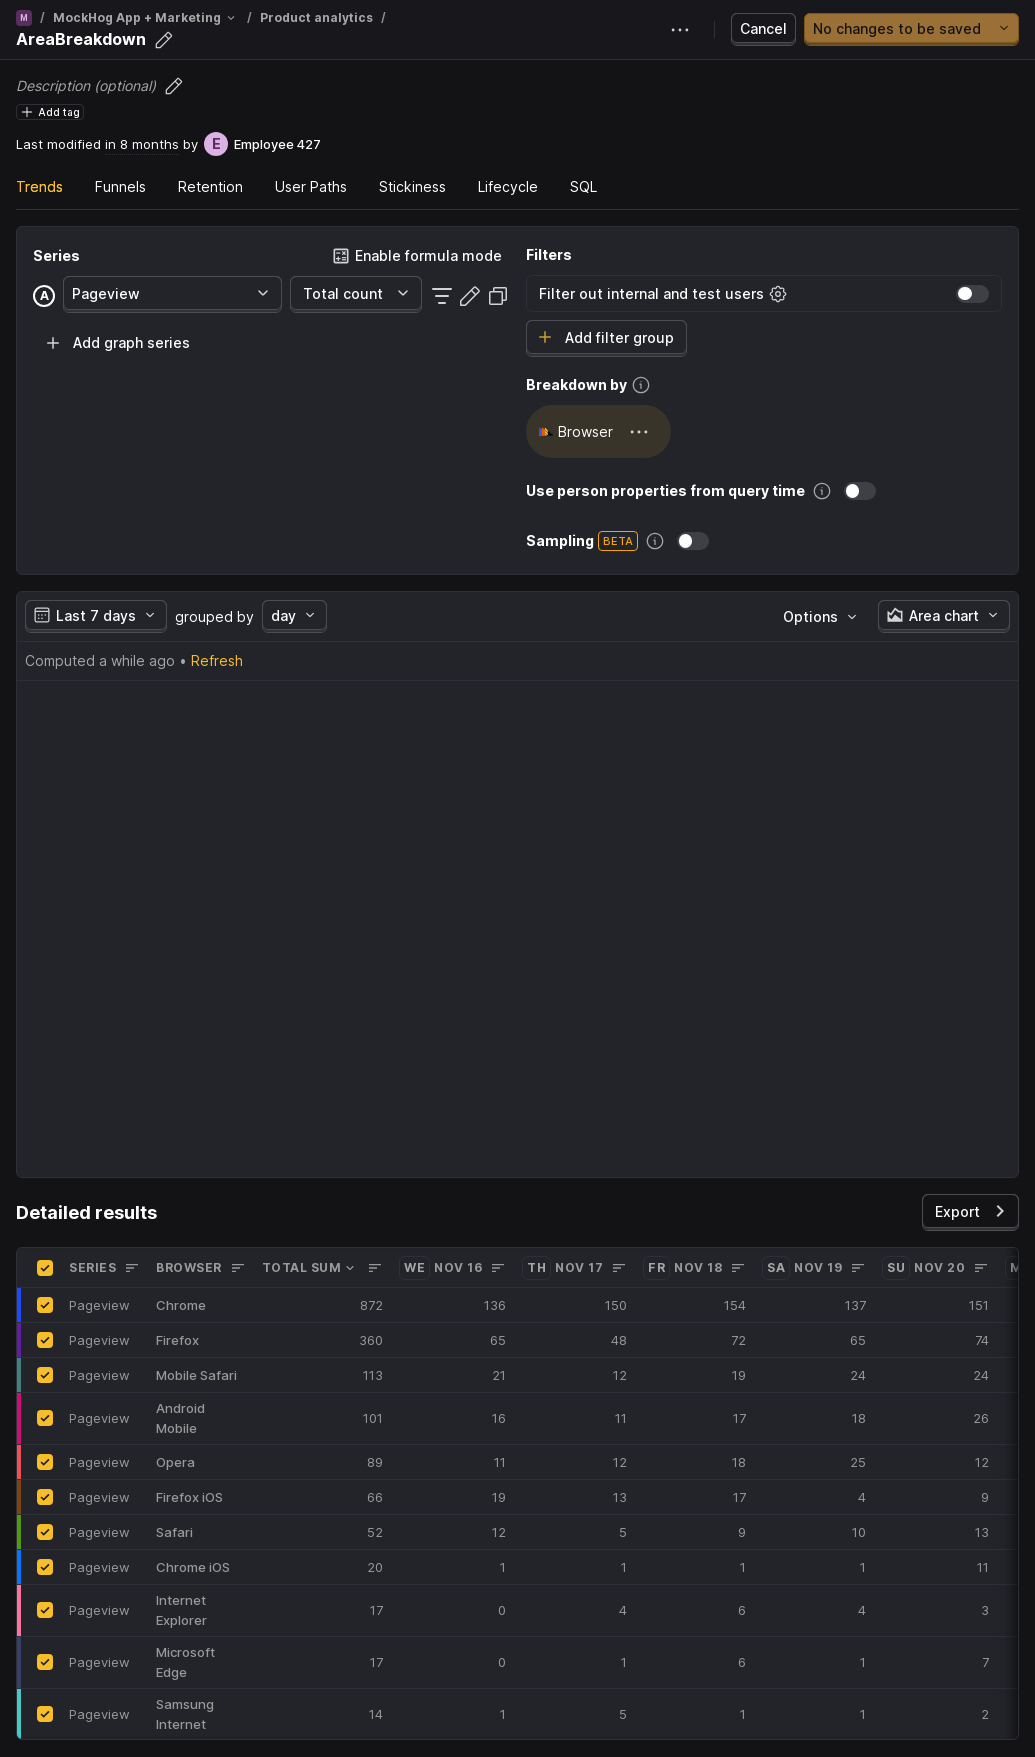 M / MockHog App + Marketing / Product analytics /
AreaBreakdown
Cancel
No changes to be saved
Description (optional)
Add tag
Last modified in 8 months by E Employee 427
Trends Funnels Retention User Paths Stickiness Lifecycle SQL
Series
Enable formula mode
A Pageview Total count
Add graph series
Filters
Filter out internal and test users
Add filter group
Breakdown by
Browser
Use person properties from query time
Sampling BETA
Last 7 days grouped by day Options Area chart
Computed a while ago • Refresh
Detailed results
Export
SERIES BROWSER TOTAL SUM WE NOV 16 TH NOV 17 FR NOV 18 SA NOV 19 SU NOV 20 M
Pageview Chrome 872 136 150 154 137 151
Pageview Firefox 360 65 48 72 65 74
Pageview Mobile Safari 113 21 12 19 24 24
Pageview Android Mobile 101 16 11 17 18 26
Pageview Opera 89 11 12 18 25 12
Pageview Firefox iOS 66 19 13 17 4 9
Pageview Safari 52 12 5 9 10 13
Pageview Chrome iOS 20 1 1 1 1 11
Pageview Internet Explorer 17 0 4 6 4 3
Pageview Microsoft Edge 17 0 1 6 1 7
Pageview Samsung Internet 14 1 5 1 1 2